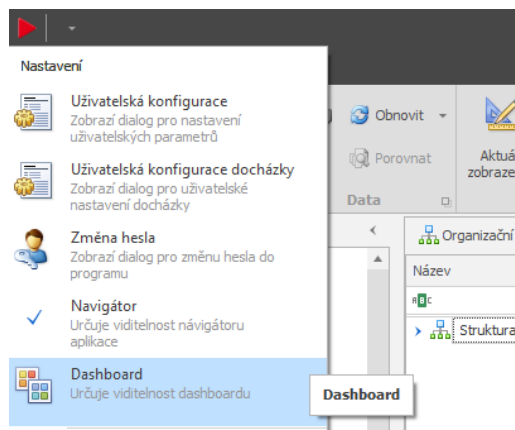 Nastavení
Uživatelská konfigurace
Zobrazí dialog pro nastavení
uživatelských parametrů
Uživatelská konfigurace docházky
Zobrazí dialog pro uživatelské
nastavení docházky
Změna hesla
Zobrazí dialog pro změnu hesla do
programu
Navigátor
Určuje viditelnost návigátoru
aplikace
Dashboard
Určuje viditelnost dashboardu
Dashboard
Obnovit
Porovnat
Data
Aktuá
zobraze
Organizační
Název
ABC
Struktura